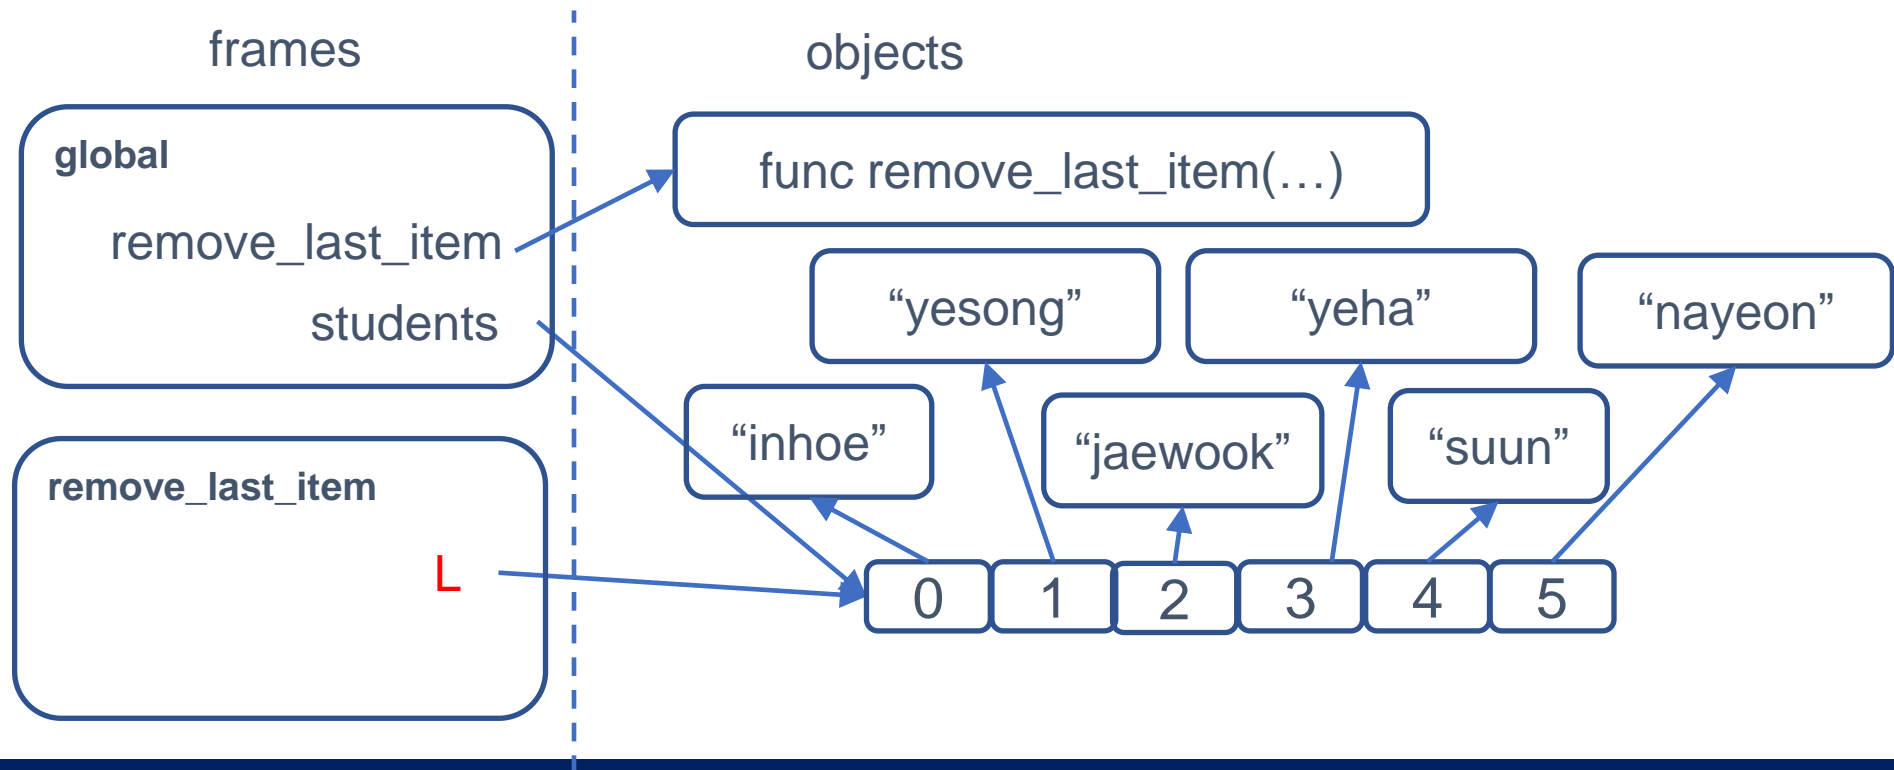 frames
objects
global
func remove_last_item(…)
remove_last_item
students
“yesong”
“yeha”
“nayeon”
“inhoe”
“jaewook”
“suun”
remove_last_item
L
0 1 2 3 4 5